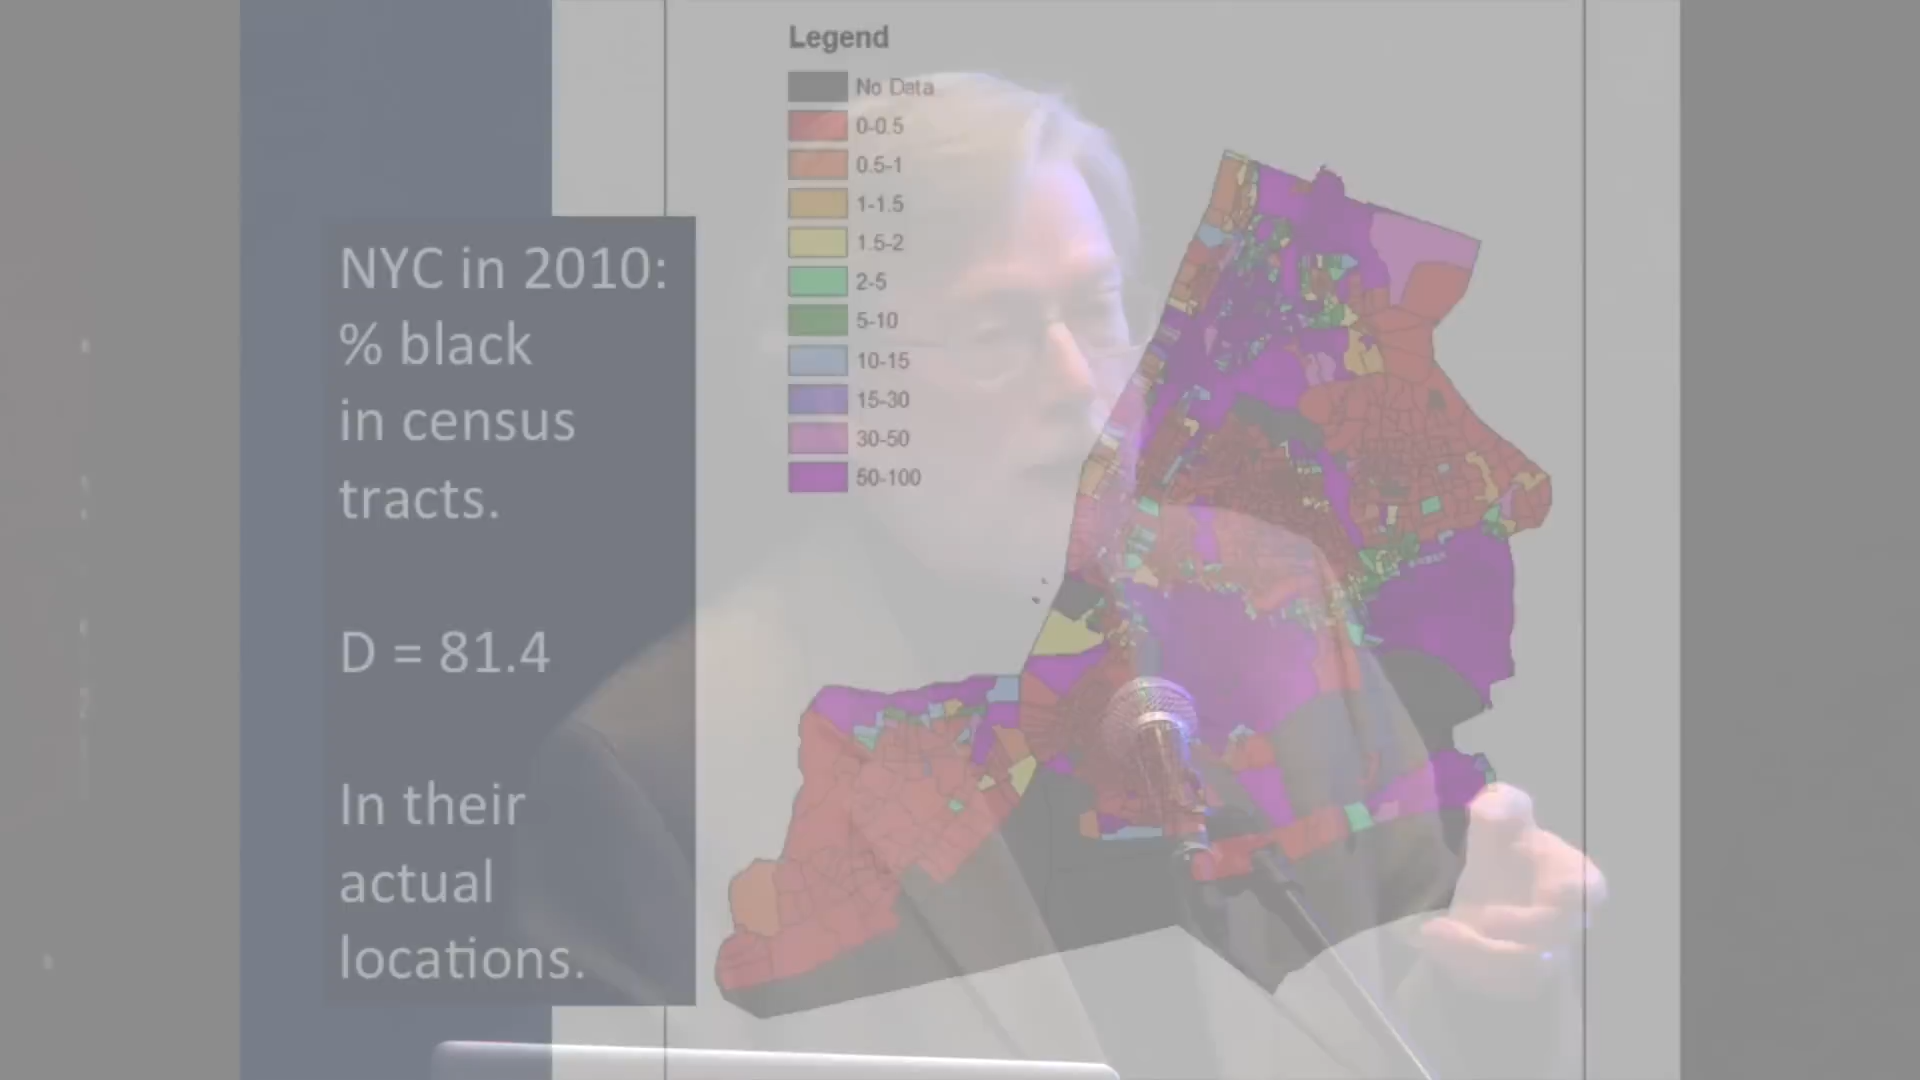 NYC in 2010:
% black
in census
tracts.
D = 81.4
In their
actual
locations.
Legend
No Data
0-0.5
0.5-1
1-1.5
1.5-2
2-5
5-10
10-15
15-30
30-50
50-100